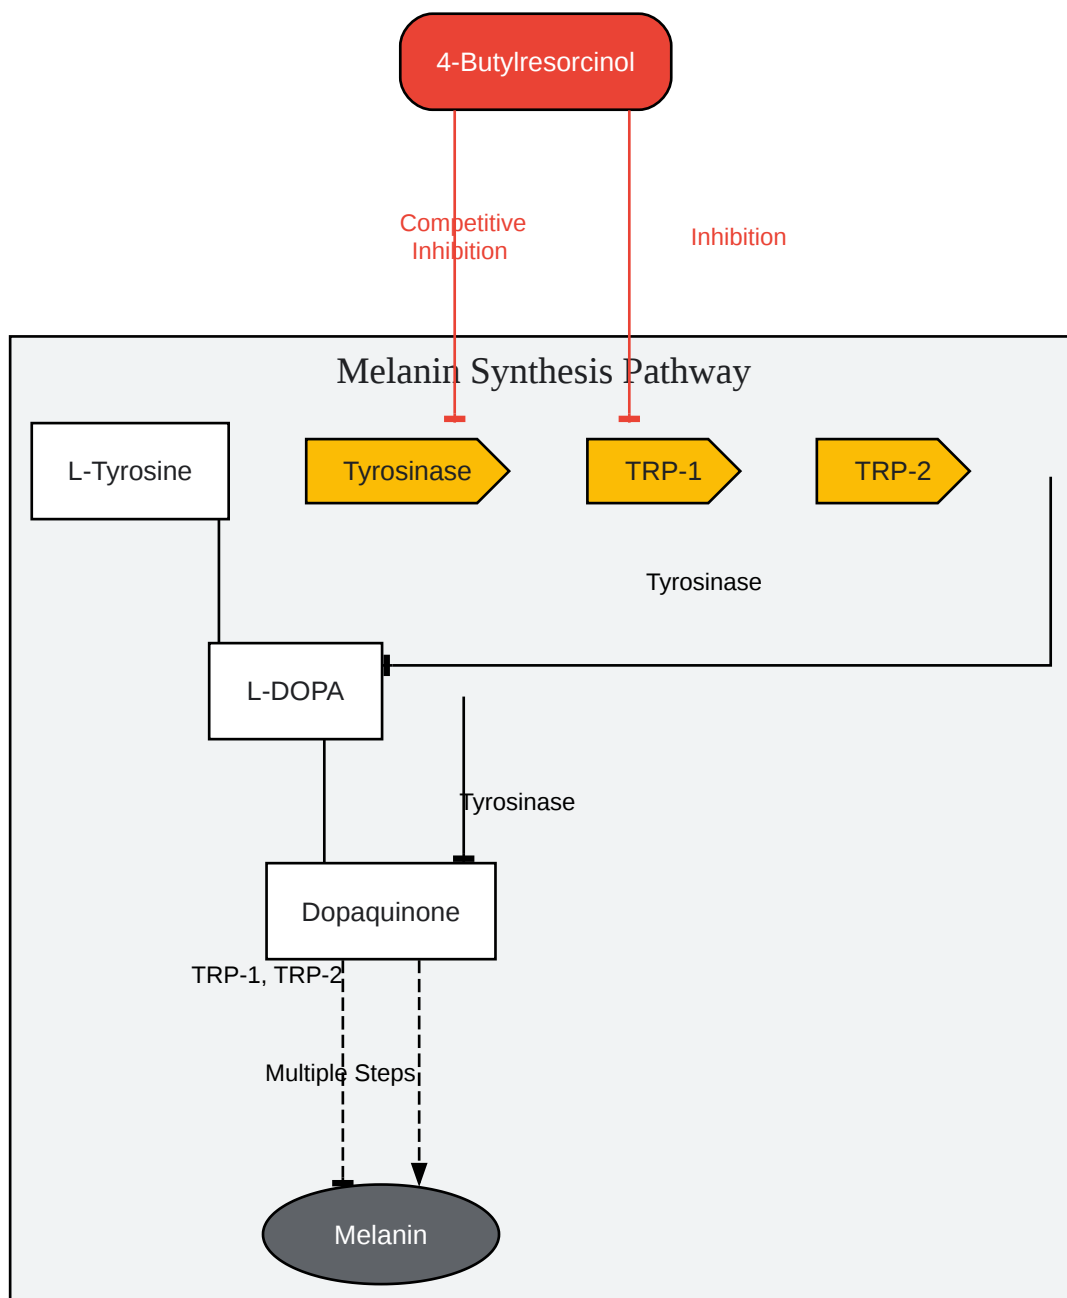 4-Butylresorcinol
Competitive
Inhibition
Inhibition
Melanin Synthesis Pathway
L-Tyrosine
Tyrosinase
TRP-1
TRP-2
Tyrosinase
L-DOPA
Tyrosinase
Dopaquinone
TRP-1, TRP-2
Multiple Steps
Melanin